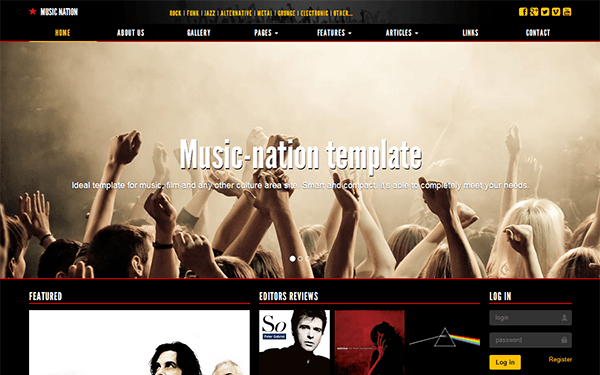 MUSIC NATION
ROCK | FUNK | JAZZ | ALTERNATIVE | METAL | GRUNGE | ELECTRONIC | OTHER...
HOME ABOUT US GALLERY PAGES FEATURES ARTICLES LINKS CONTACT
Music-nation template
Ideal template for music, film and any other culture area site. Smart and compact, it's able to completely meet your needs.
FEATURED
EDITORS REVIEWS
LOG IN
So
Peter Gabriel
login
password
Log in
Register